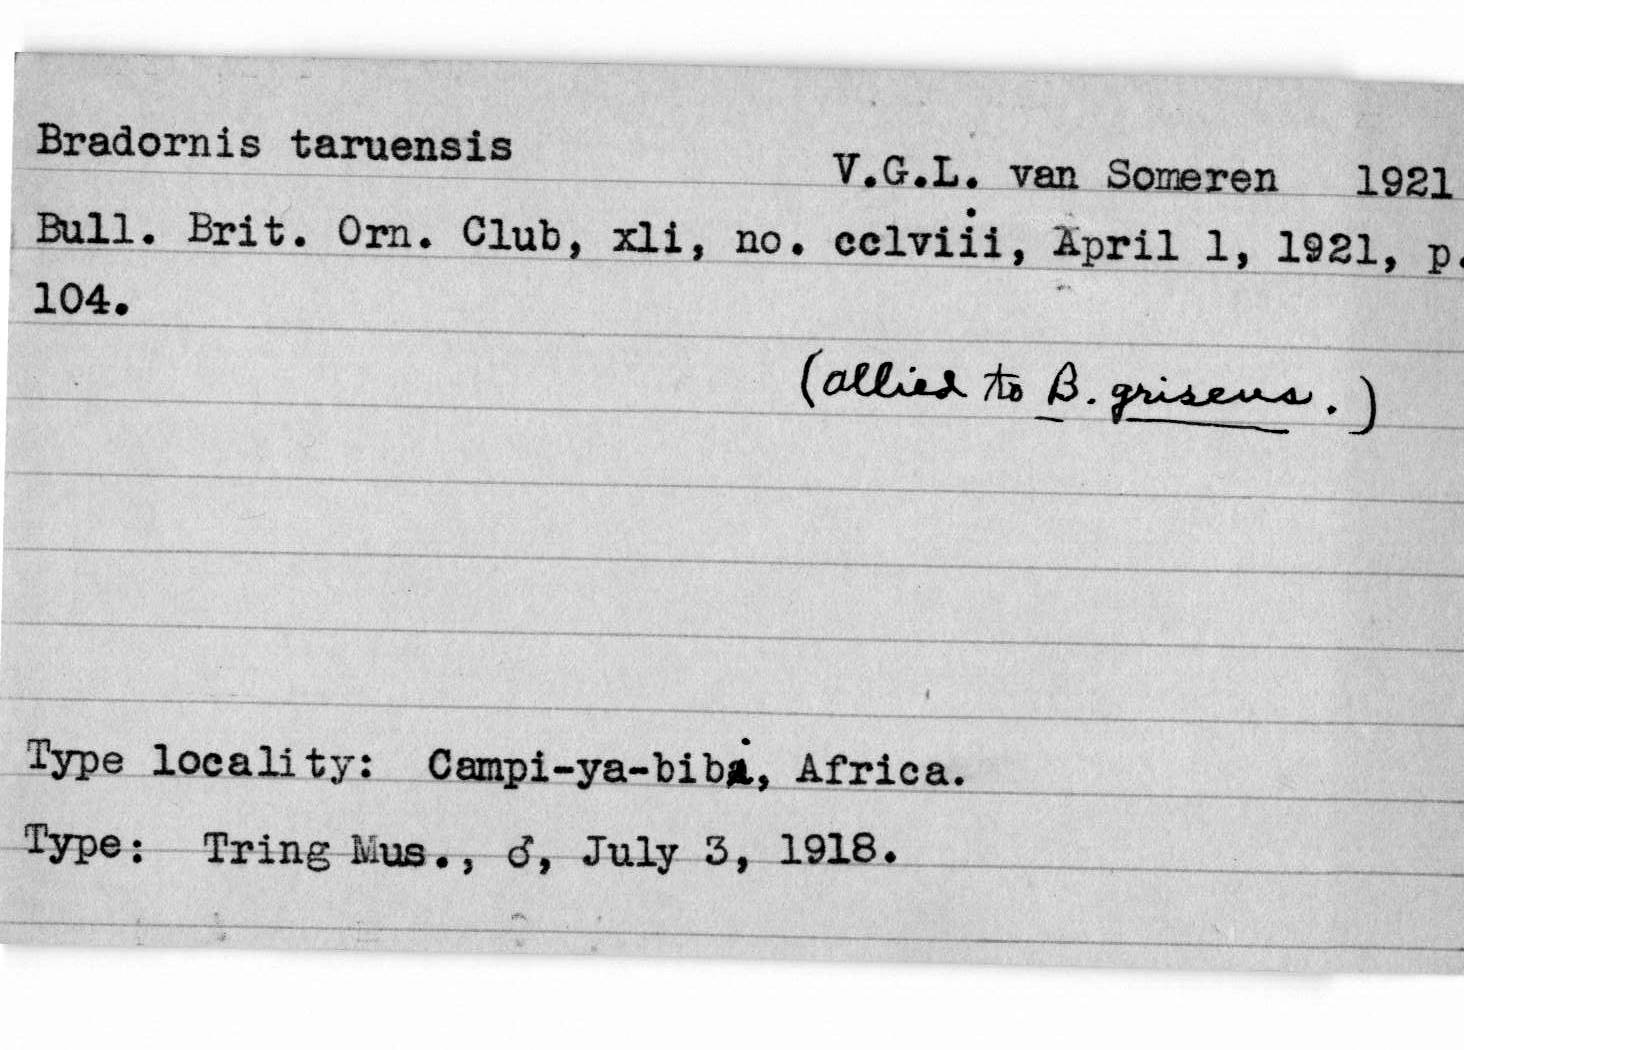 Bradornis taruensis
V.G.L. van Someren 1921
Bull. Brit. Orn. Club, xli, no. cclviii, April 1, 1921, p.
104.
(allied to B. griseus.)
Type locality: Campi-ya-bibi, Africa.
Type: Tring Mus., ♂, July 3, 1918.